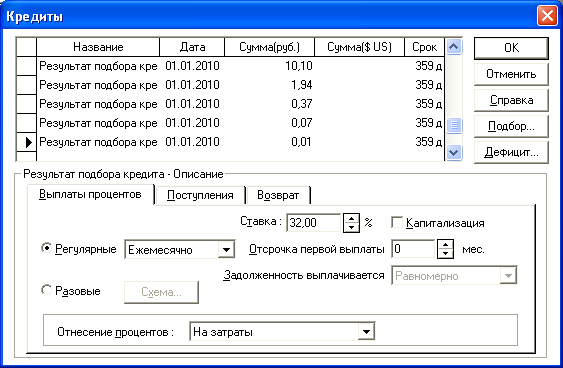 Кредиты
Название Дата Сумма(руб.) Сумма($ US) Срок
Результат подбора кре 01.01.2010 10,10 359 д
Результат подбора кре 01.01.2010 1,94 359 д
Результат подбора кре 01.01.2010 0,37 359 д
Результат подбора кре 01.01.2010 0,07 359 д
Результат подбора кре 01.01.2010 0,01 359 д
OK
Отменить
Справка
Подбор...
Дефицит...
Результат подбора кредита - Описание
Выплаты процентов Поступления Возврат
Ставка : 32,00 % Капитализация
Регулярные Ежемесячно Отсрочка первой выплаты 0 мес.
Задолженность выплачивается Равномерно
Разовые Схема...
Отнесение процентов : На затраты